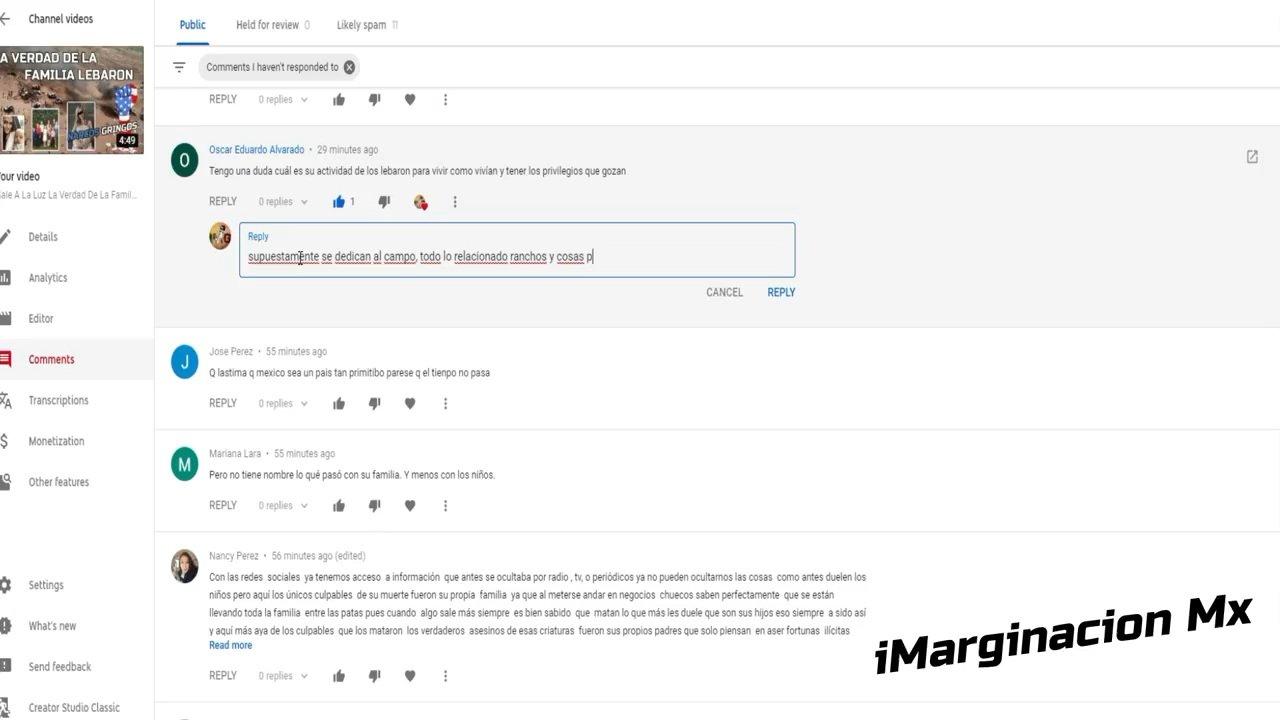 Channel videos
Public
Held for review 0
Likely spam 11
Comments I haven't responded to
A VERDAD DE LA
FAMILIA LEBARON
NARCOS GRINGOS
4:49
REPLY 0 replies
Oscar Eduardo Alvarado • 29 minutes ago
Tengo una duda cuál es su actividad de los lebaron para vivir como vivían y tener los privilegios que gozan
REPLY 0 replies 1
Reply
supuestamente se dedican al campo, todo lo relacionado ranchos y cosas p
CANCEL REPLY
Your video
Sale A La Luz La Verdad De La Famil...
Details
Analytics
Editor
Comments
Transcriptions
Monetization
Other features
Settings
What's new
Send feedback
Creator Studio Classic
Jose Perez • 55 minutes ago
Q lastima q mexico sea un pais tan primitibo parese q el tienpo no pasa
REPLY 0 replies
Mariana Lara • 55 minutes ago
Pero no tiene nombre lo qué pasó con su familia. Y menos con los niños.
REPLY 0 replies
Nancy Perez • 56 minutes ago (edited)
Con las redes sociales ya tenemos acceso a información que antes se ocultaba por radio , tv, o periódicos ya no pueden ocultarnos las cosas como antes duelen los
niños pero aquí los únicos culpables de su muerte fueron su propia familia ya que al meterse andar en negocios chuecos saben perfectamente que se están
llevando toda la familia entre las patas pues cuando algo sale más siempre es bien sabido que matan lo que más les duele que son sus hijos eso siempre a sido así
y aquí más aya de los culpables que los mataron los verdaderos asesinos de esas criaturas fueron sus propios padres que solo piensan en aser fortunas ilícitas
Read more
REPLY 0 replies
iMarginacion Mx